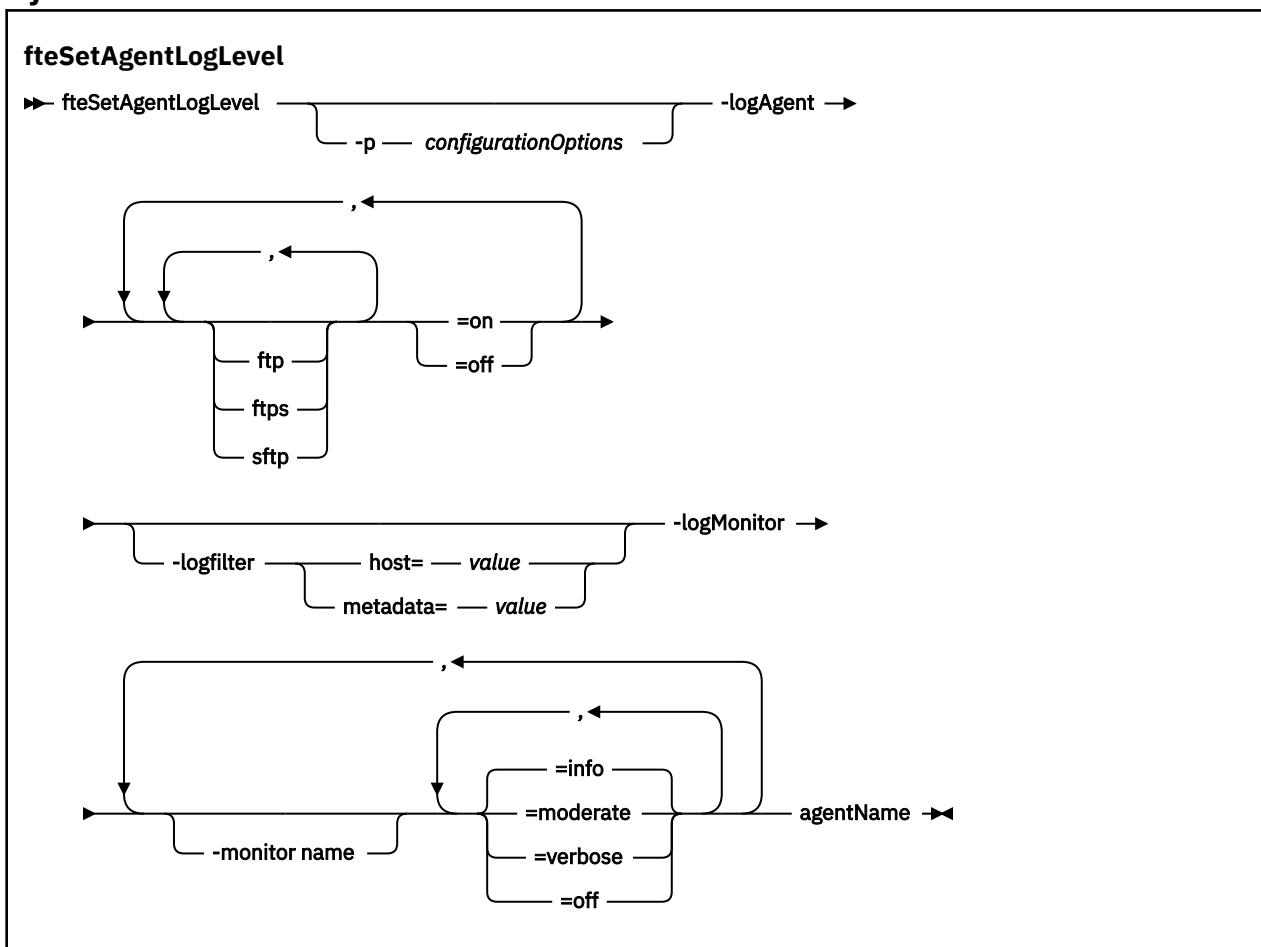 fteSetAgentLogLevel
fteSetAgentLogLevel -logAgent
-p configurationOptions
,
,
=on
ftp =off
ftps
sftp
-logMonitor
-logfilter host= value
metadata= value
,
,
=info
=moderate agentName
-monitor name =verbose
=off